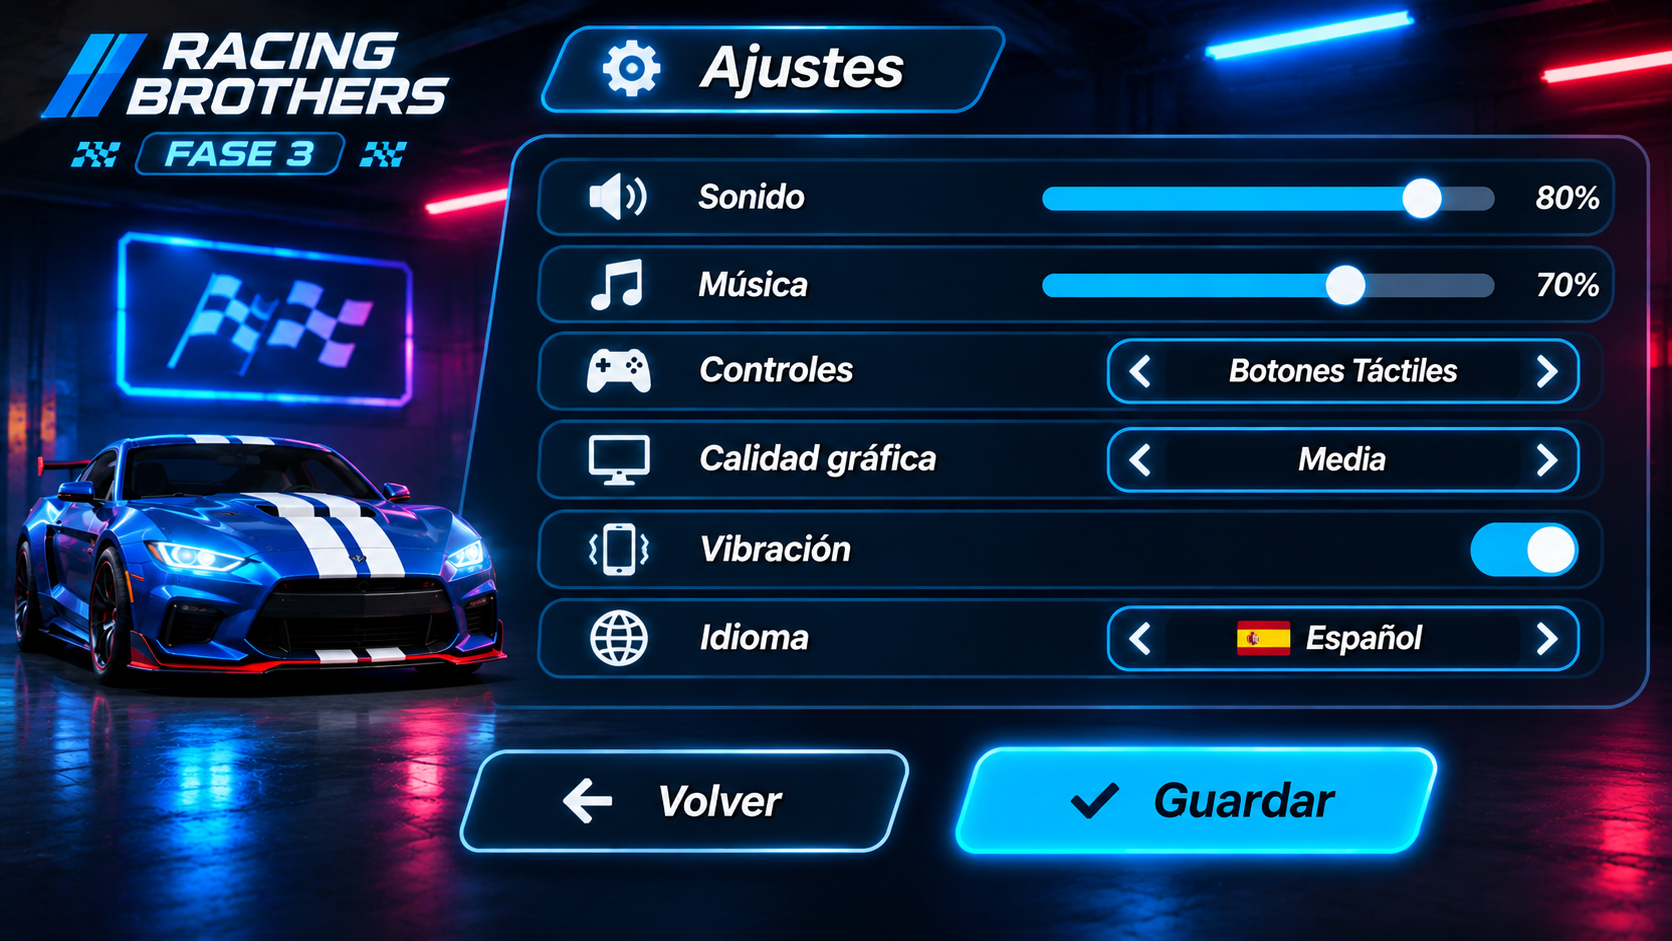 RACING
BROTHERS
FASE 3
Ajustes
Sonido 80%
Música 70%
Controles Botones Táctiles
Calidad gráfica Media
Vibración
Idioma Español
Volver Guardar